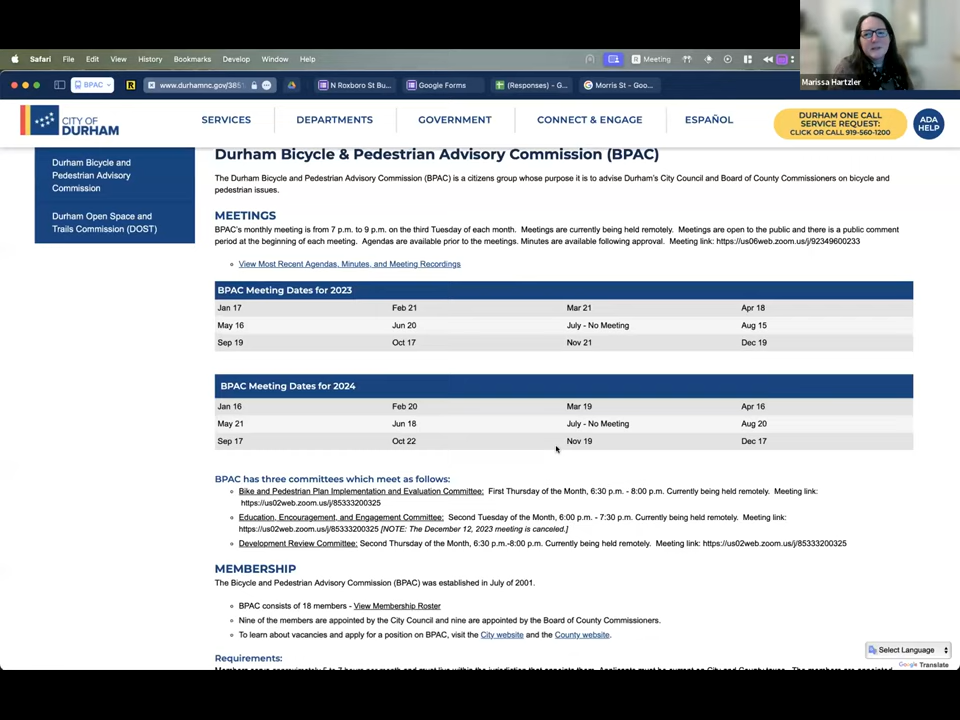 Marissa Hartzler
Safari File Edit View History Bookmarks Develop Window Help Meeting
BPAC www.durhamnc.gov/385 N Roxboro St Bu... Google Forms (Responses) - G... Morris St - Goo...
CITY OF
DURHAM
SERVICES DEPARTMENTS GOVERNMENT CONNECT & ENGAGE ESPAÑOL
DURHAM ONE CALL
SERVICE REQUEST:
CLICK OR CALL 919-560-1200
ADA
HELP
Durham Bicycle and
Pedestrian Advisory
Commission
Durham Open Space and
Trails Commission (DOST)
Durham Bicycle & Pedestrian Advisory Commission (BPAC)
The Durham Bicycle and Pedestrian Advisory Commission (BPAC) is a citizens group whose purpose it is to advise Durham's City Council and Board of County Commissioners on bicycle and
pedestrian issues.
MEETINGS
BPAC's monthly meeting is from 7 p.m. to 9 p.m. on the third Tuesday of each month. Meetings are currently being held remotely. Meetings are open to the public and there is a public comment
period at the beginning of each meeting. Agendas are available prior to the meetings. Minutes are available following approval. Meeting link: https://us06web.zoom.us/j/92349600233
View Most Recent Agendas, Minutes, and Meeting Recordings
BPAC Meeting Dates for 2023
Jan 17 Feb 21 Mar 21 Apr 18
May 16 Jun 20 July - No Meeting Aug 15
Sep 19 Oct 17 Nov 21 Dec 19
BPAC Meeting Dates for 2024
Jan 16 Feb 20 Mar 19 Apr 16
May 21 Jun 18 July - No Meeting Aug 20
Sep 17 Oct 22 Nov 19 Dec 17
BPAC has three committees which meet as follows:
Bike and Pedestrian Plan Implementation and Evaluation Committee: First Thursday of the Month, 6:30 p.m. - 8:00 p.m. Currently being held remotely. Meeting link:
https://us02web.zoom.us/j/85333200325
Education, Encouragement, and Engagement Committee: Second Tuesday of the Month, 6:00 p.m. - 7:30 p.m. Currently being held remotely. Meeting link:
https://us02web.zoom.us/j/85333200325 [NOTE: The December 12, 2023 meeting is canceled.]
Development Review Committee: Second Thursday of the Month, 6:30 p.m.-8:00 p.m. Currently being held remotely. Meeting link: https://us02web.zoom.us/j/85333200325
MEMBERSHIP
The Bicycle and Pedestrian Advisory Commission (BPAC) was established in July of 2001.
BPAC consists of 18 members - View Membership Roster
Nine of the members are appointed by the City Council and nine are appointed by the Board of County Commissioners.
To learn about vacancies and apply for a position on BPAC, visit the City website and the County website.
Select Language
Google Translate
Requirements: